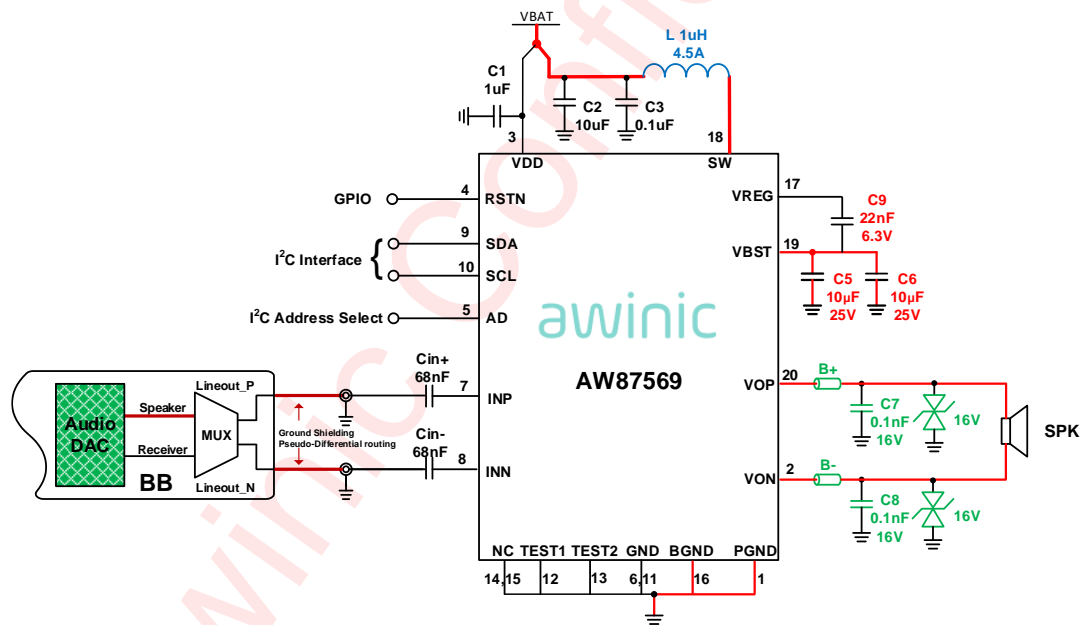 VBAT
L 1uH
4.5A
C1
1uF
C2
10uF
C3
0.1uF
3
VDD
18
SW
GPIO
4
RSTN
17
VREG
C9
22nF
6.3V
I²C Interface
9
SDA
10
SCL
19
VBST
C5
10µF
25V
C6
10µF
25V
I²C Address Select
5
AD
awinic
AW87569
Audio
DAC
Speaker
Receiver
MUX
BB
Lineout_P
Lineout_N
Ground Shielding
Pseudo-Differential routing
Cin+
68nF
7
INP
Cin-
68nF
8
INN
20
VOP
B+
C7
0.1nF
16V
16V
SPK
2
VON
B-
C8
0.1nF
16V
16V
NC
TEST1
TEST2
GND
BGND
PGND
14,15
12
13
6,11
16
1